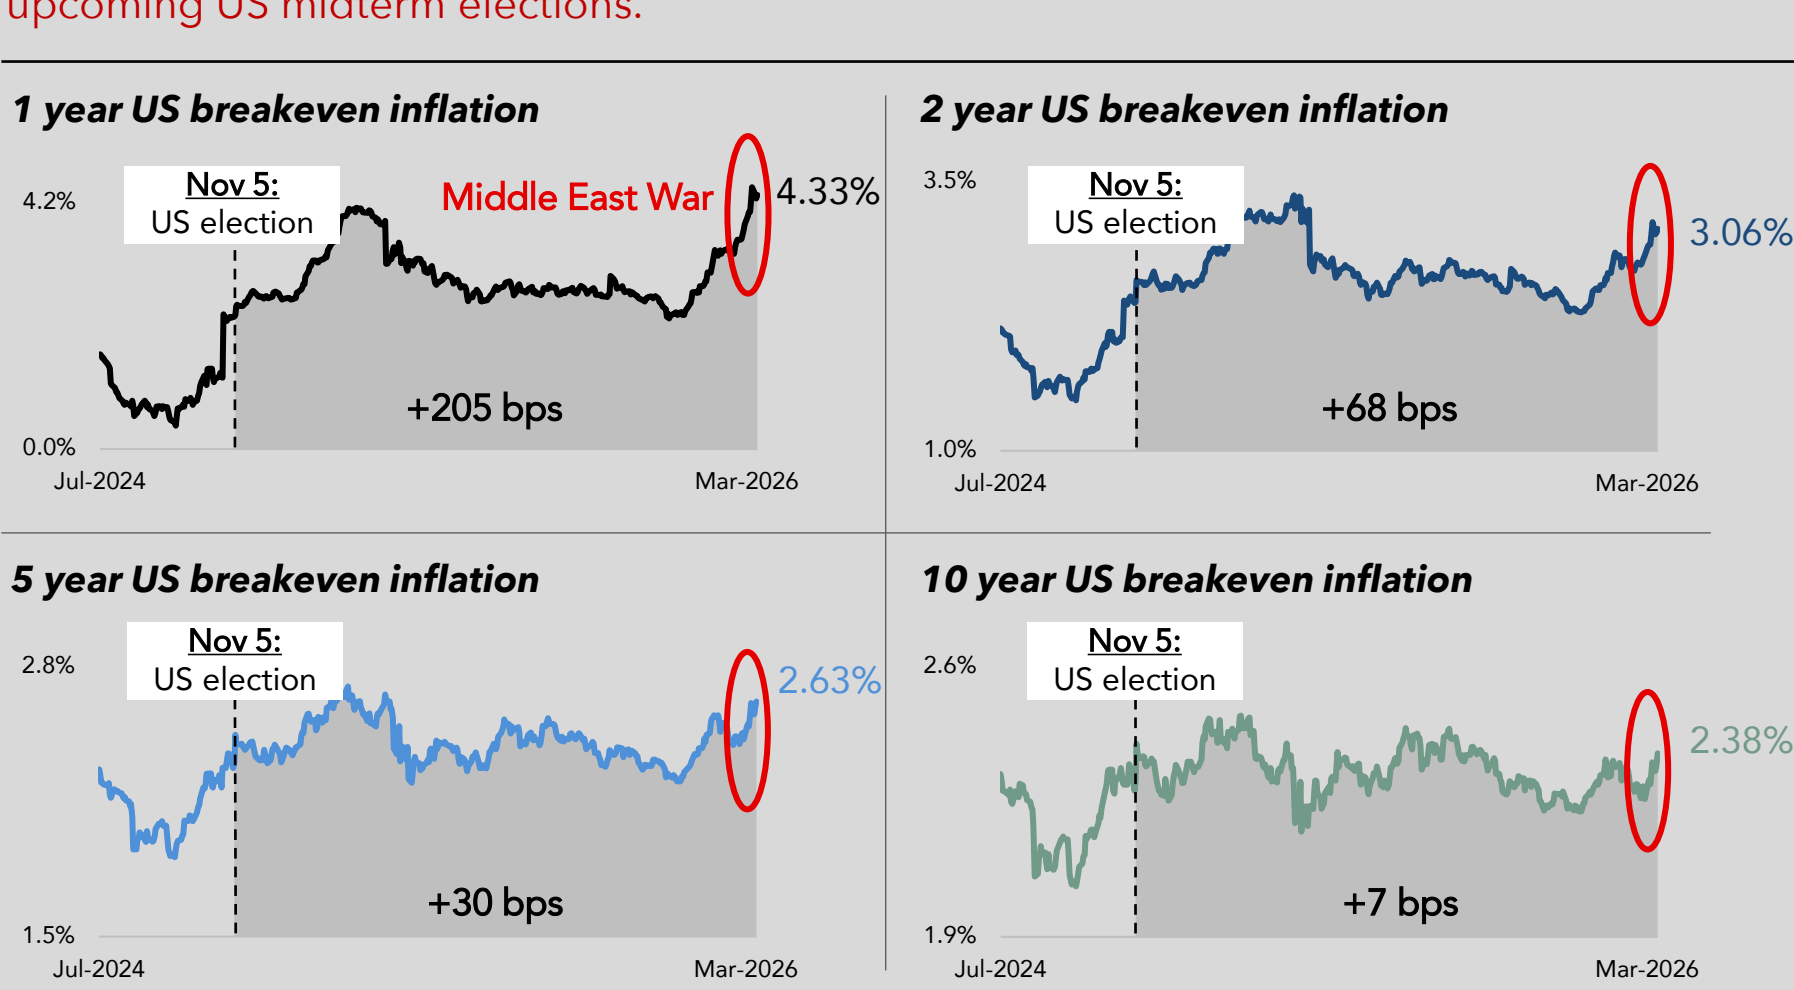 upcoming US midterm elections.
1 year US breakeven inflation
Nov 5:
US election
Middle East War
4.33%
4.2%
+205 bps
0.0%
Jul-2024
Mar-2026
2 year US breakeven inflation
3.5%
Nov 5:
US election
3.06%
+68 bps
1.0%
Jul-2024
Mar-2026
5 year US breakeven inflation
Nov 5:
US election
2.8%
2.63%
+30 bps
1.5%
Jul-2024
Mar-2026
10 year US breakeven inflation
Nov 5:
US election
2.6%
2.38%
+7 bps
1.9%
Jul-2024
Mar-2026